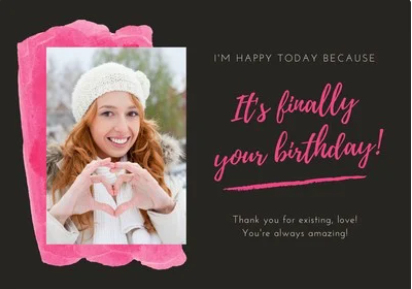 I'M HAPPY TODAY BECAUSE
It's finally
your birthday!
Thank you for existing, love!
You're always amazing!